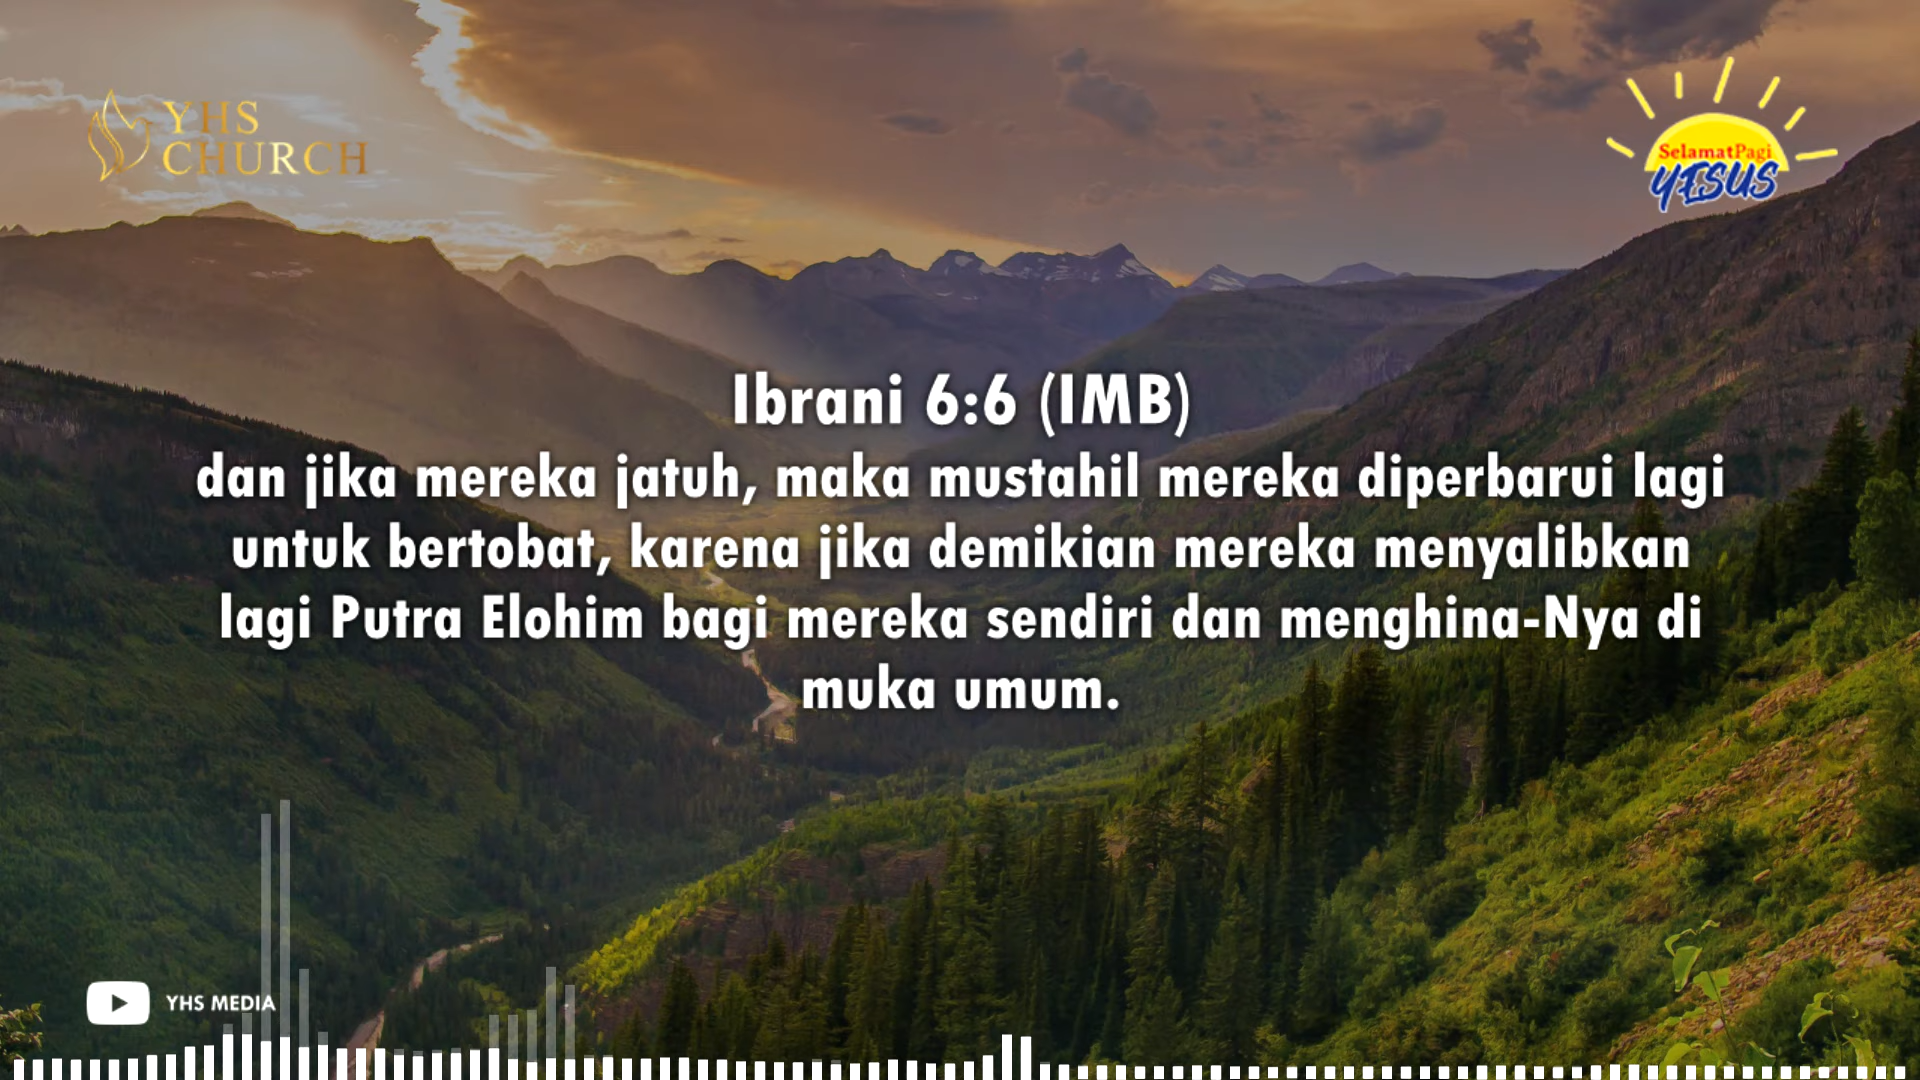 YHS
CHURCH
SelamatPagi
YESUS
Ibrani 6:6 (IMB)
dan jika mereka jatuh, maka mustahil mereka diperbarui lagi
untuk bertobat, karena jika demikian mereka menyalibkan
lagi Putra Elohim bagi mereka sendiri dan menghina-Nya di
muka umum.
YHS MEDIA